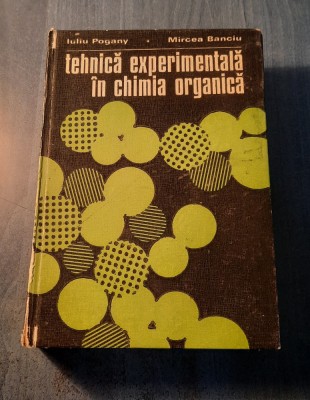 Iuliu Pogany • Mircea Banciu
tehnică experimentală
în chimia organică